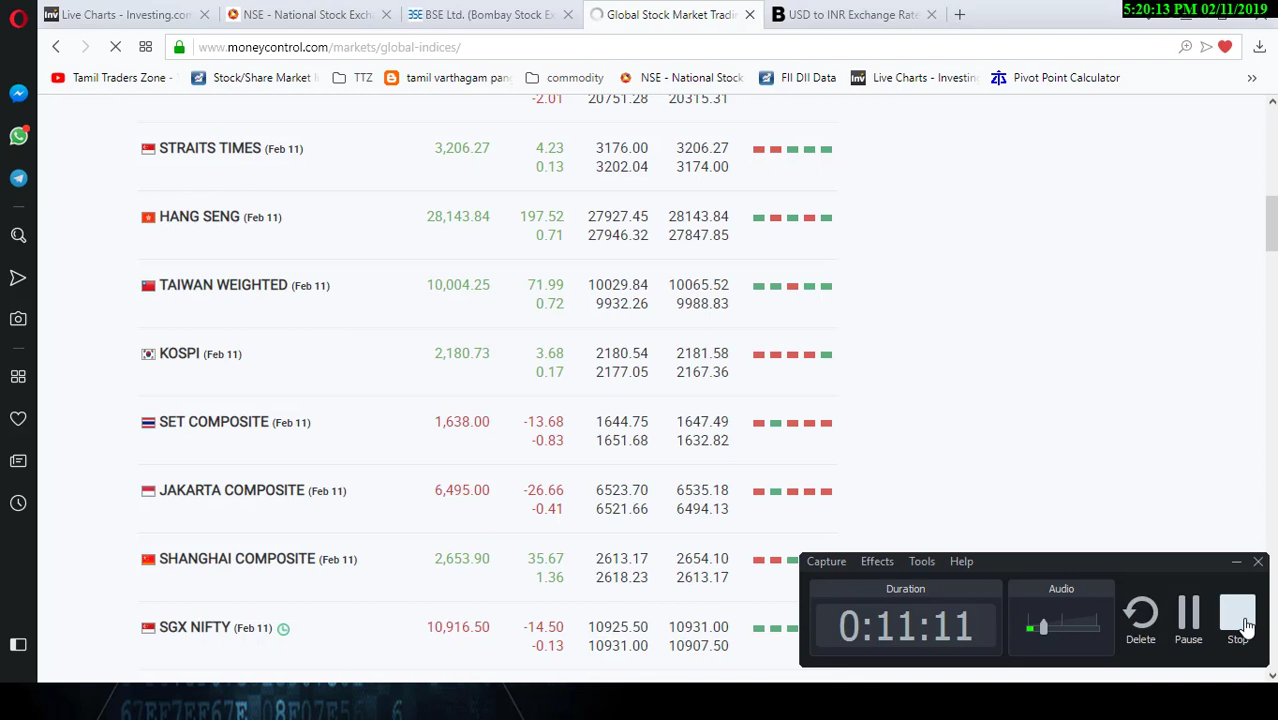 5:20:13 PM 02/11/2019
Live Charts - Investing.con
NSE - National Stock Exch
BSE BSE Ltd. (Bombay Stock Ex
Global Stock Market Tradi
USD to INR Exchange Rate
www.moneycontrol.com/markets/global-indices/
Tamil Traders Zone -
Stock/Share Market I
TTZ
tamil varthagam pan
commodity
NSE - National Stock
FII DII Data
Inv Live Charts - Investin
Pivot Point Calculator
-2.01 20751.28 20315.31
STRAITS TIMES (Feb 11) 3,206.27 4.23 3176.00 3206.27
0.13 3202.04 3174.00
HANG SENG (Feb 11) 28,143.84 197.52 27927.45 28143.84
0.71 27946.32 27847.85
TAIWAN WEIGHTED (Feb 11) 10,004.25 71.99 10029.84 10065.52
0.72 9932.26 9988.83
KOSPI (Feb 11) 2,180.73 3.68 2180.54 2181.58
0.17 2177.05 2167.36
SET COMPOSITE (Feb 11) 1,638.00 -13.68 1644.75 1647.49
-0.83 1651.68 1632.82
JAKARTA COMPOSITE (Feb 11) 6,495.00 -26.66 6523.70 6535.18
-0.41 6521.66 6494.13
SHANGHAI COMPOSITE (Feb 11) 2,653.90 35.67 2613.17 2654.10
1.36 2618.23 2613.17
SGX NIFTY (Feb 11) 10,916.50 -14.50 10925.50 10931.00
-0.13 10931.00 10907.50
Capture Effects Tools Help
Duration Audio
0:11:11
Delete Pause Stop